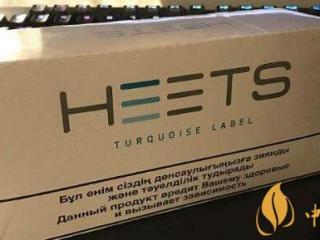 HEETS
TURQUOISE LABEL
Бұл өнім сіздің денсаулығыңызға зиянды
және тәуелділік тудырады
Данный продукт вредит Вашему здоровью
и вызывает зависимость